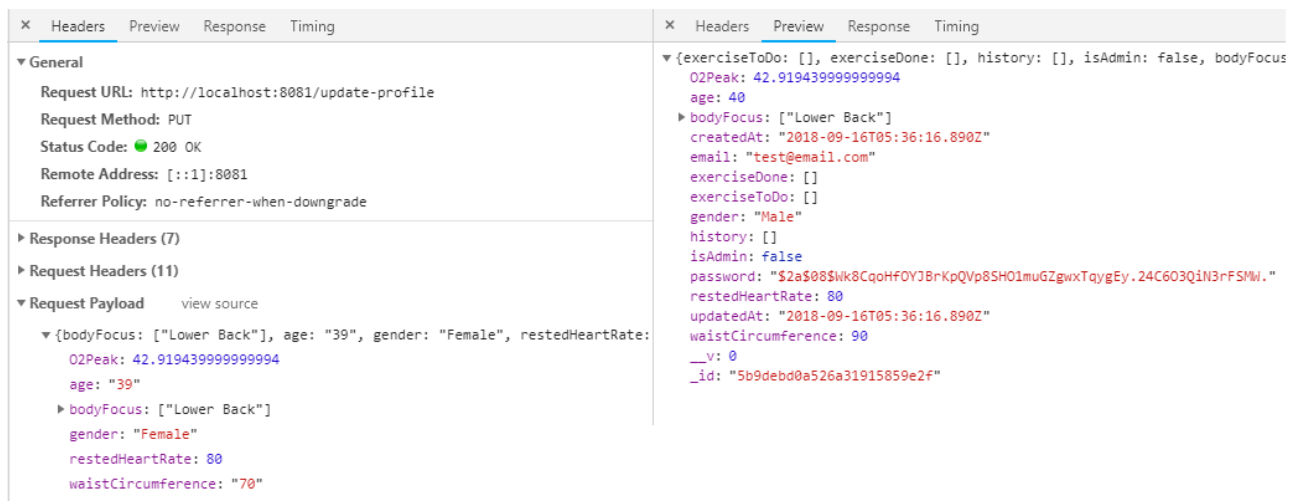 × Headers Preview Response Timing
▼ General
Request URL: http://localhost:8081/update-profile
Request Method: PUT
Status Code: 200 OK
Remote Address: [::1]:8081
Referrer Policy: no-referrer-when-downgrade
▶ Response Headers (7)
▶ Request Headers (11)
▼ Request Payload view source
▼ {bodyFocus: ["Lower Back"], age: "39", gender: "Female", restedHeartRate:
O2Peak: 42.919439999999994
age: "39"
▶ bodyFocus: ["Lower Back"]
gender: "Female"
restedHeartRate: 80
waistCircumference: "70"
× Headers Preview Response Timing
▼ {exerciseToDo: [], exerciseDone: [], history: [], isAdmin: false, bodyFocus
O2Peak: 42.919439999999994
age: 40
▶ bodyFocus: ["Lower Back"]
createdAt: "2018-09-16T05:36:16.890Z"
email: "test@email.com"
exerciseDone: []
exerciseToDo: []
gender: "Male"
history: []
isAdmin: false
password: "$2a$08$Wk8CqoHfOYJBrKpQVp8SHO1muGZgwxTqygEy.24C6O3QiN3rFSMW."
restedHeartRate: 80
updatedAt: "2018-09-16T05:36:16.890Z"
waistCircumference: 90
__v: 0
_id: "5b9debd0a526a31915859e2f"